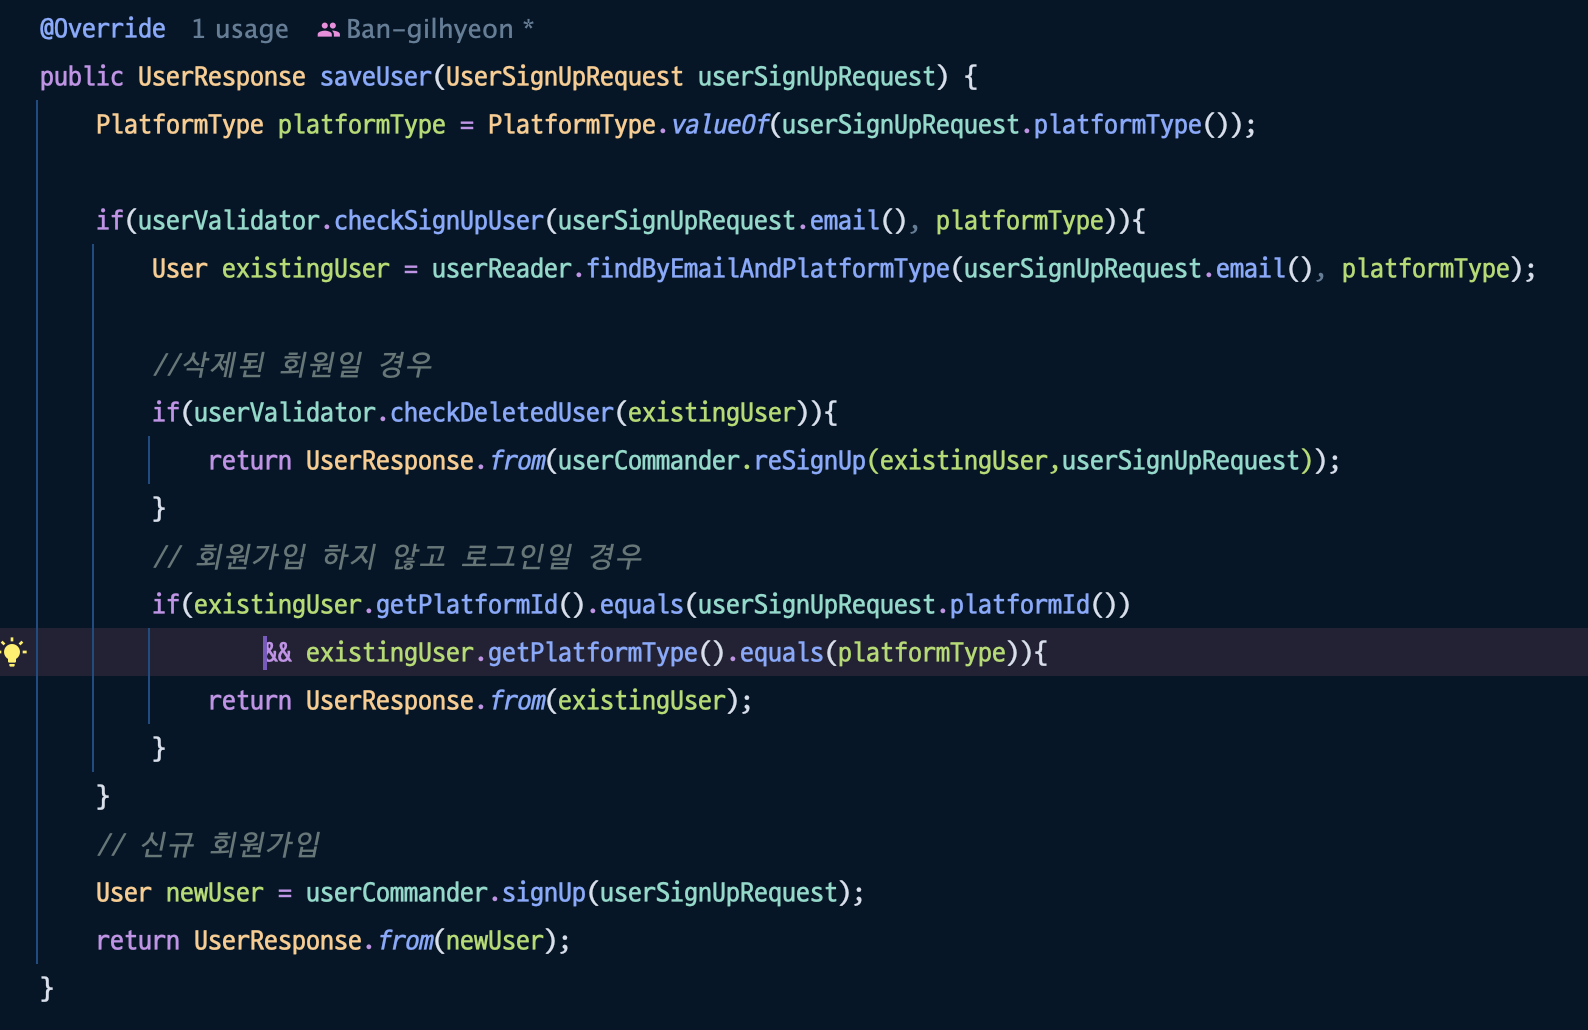 @Override 1 usage Ban-gilhyeon *
public UserResponse saveUser(UserSignUpRequest userSignUpRequest) {
PlatformType platformType = PlatformType.valueOf(userSignUpRequest.platformType());
if(userValidator.checkSignUpUser(userSignUpRequest.email(), platformType)){
User existingUser = userReader.findByEmailAndPlatformType(userSignUpRequest.email(), platformType);
//삭제된 회원일 경우
if(userValidator.checkDeletedUser(existingUser)){
return UserResponse.from(userCommander.reSignUp(existingUser,userSignUpRequest));
}
// 회원가입 하지 않고 로그인일 경우
if(existingUser.getPlatformId().equals(userSignUpRequest.platformId())
&& existingUser.getPlatformType().equals(platformType)){
return UserResponse.from(existingUser);
}
}
// 신규 회원가입
User newUser = userCommander.signUp(userSignUpRequest);
return UserResponse.from(newUser);
}